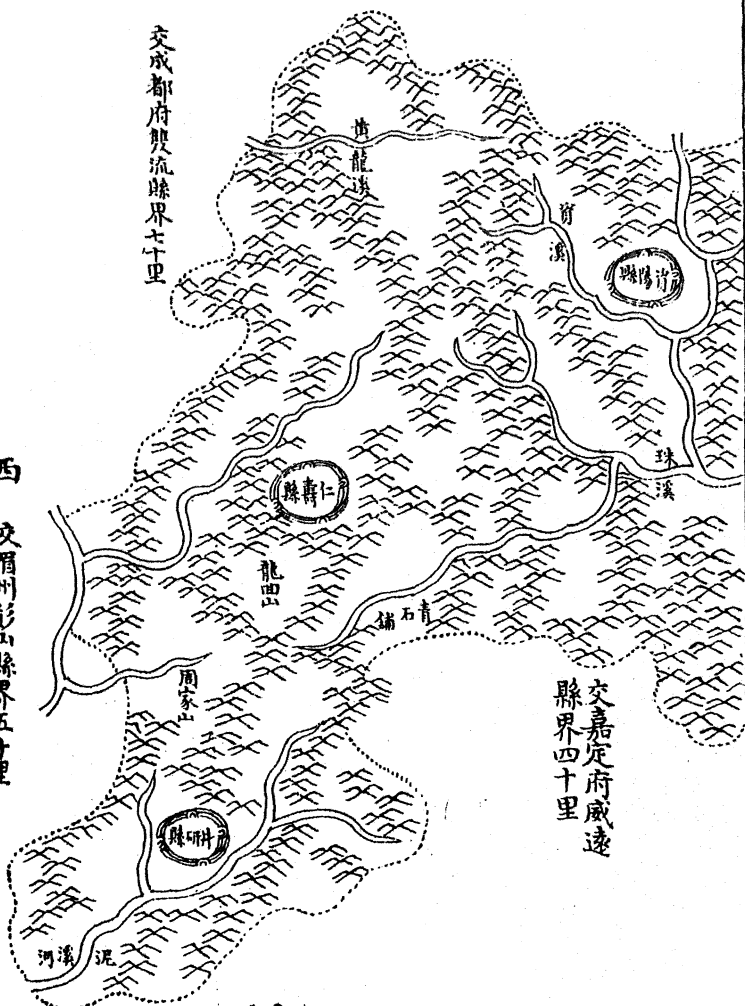 交成都府雙流縣界七十里
黄龍溪
資溪
資陽縣
珠溪
仁壽縣
龍曲山
青石鋪
西
交眉州彭山縣界五十里
周家山
交嘉定府威遠
縣界四十里
井研縣
泥溪河